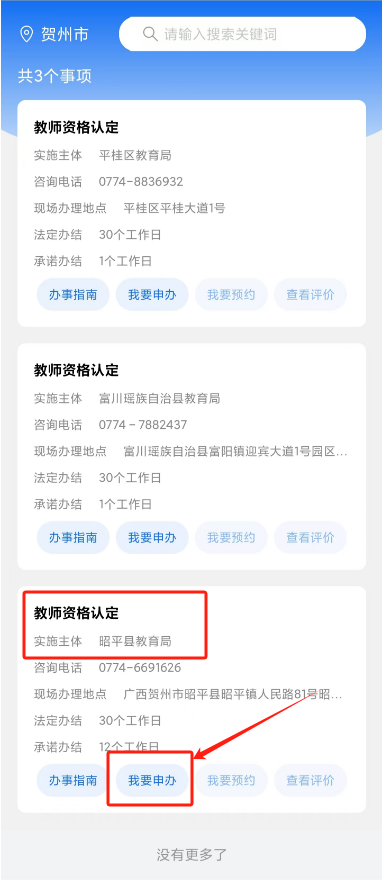 贺州市
请输入搜索关键词
共3个事项
教师资格认定
实施主体 平桂区教育局
咨询电话 0774-8836932
现场办理地点 平桂区平桂大道1号
法定办结 30个工作日
承诺办结 1个工作日
办事指南 我要申办 我要预约 查看评价
教师资格认定
实施主体 富川瑶族自治县教育局
咨询电话 0774－7882437
现场办理地点 富川瑶族自治县富阳镇迎宾大道1号园区...
法定办结 30个工作日
承诺办结 1个工作日
办事指南 我要申办 我要预约 查看评价
教师资格认定
实施主体 昭平县教育局
咨询电话 0774-6691626
现场办理地点 广西贺州市昭平县昭平镇人民路81号昭...
法定办结 30个工作日
承诺办结 12个工作日
办事指南 我要申办 我要预约 查看评价
没有更多了